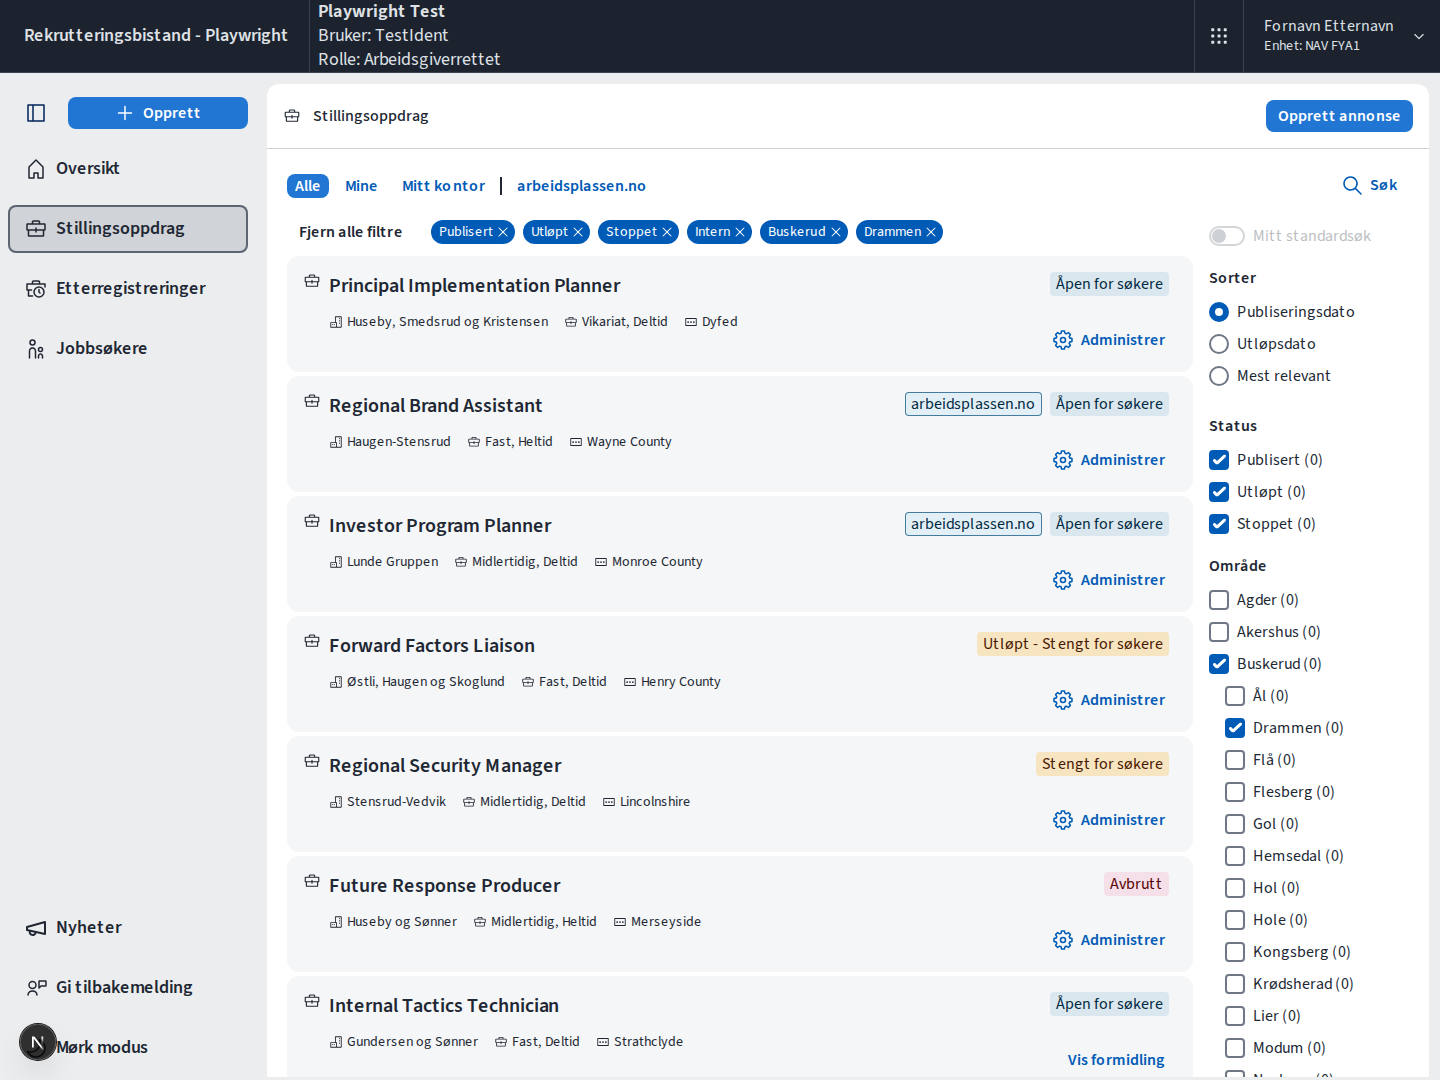 Rekrutteringsbistand - Playwright
Playwright Test
Bruker: TestIdent
Rolle: Arbeidsgiverrettet
Fornavn Etternavn
Enhet: NAV FYA1
Opprett
Oversikt
Stillingsoppdrag
Etterregistreringer
Jobbsøkere
Nyheter
Gi tilbakemelding
N
Mørk modus
Stillingsoppdrag
Opprett annonse
Alle Mine Mitt kontor arbeidsplassen.no
Søk
Fjern alle filtre Publisert Utløpt Stoppet Intern Buskerud Drammen
Principal Implementation Planner
Åpen for søkere
Huseby, Smedsrud og Kristensen Vikariat, Deltid Dyfed
Administrer
Regional Brand Assistant
arbeidsplassen.no Åpen for søkere
Haugen-Stensrud Fast, Heltid Wayne County
Administrer
Investor Program Planner
arbeidsplassen.no Åpen for søkere
Lunde Gruppen Midlertidig, Deltid Monroe County
Administrer
Forward Factors Liaison
Utløpt - Stengt for søkere
Østli, Haugen og Skoglund Fast, Deltid Henry County
Administrer
Regional Security Manager
Stengt for søkere
Stensrud-Vedvik Midlertidig, Deltid Lincolnshire
Administrer
Future Response Producer
Avbrutt
Huseby og Sønner Midlertidig, Heltid Merseyside
Administrer
Internal Tactics Technician
Åpen for søkere
Gundersen og Sønner Fast, Deltid Strathclyde
Vis formidling
Mitt standardsøk
Sorter
Publiseringsdato
Utløpsdato
Mest relevant
Status
Publisert (0)
Utløpt (0)
Stoppet (0)
Område
Agder (0)
Akershus (0)
Buskerud (0)
Ål (0)
Drammen (0)
Flå (0)
Flesberg (0)
Gol (0)
Hemsedal (0)
Hol (0)
Hole (0)
Kongsberg (0)
Krødsherad (0)
Lier (0)
Modum (0)